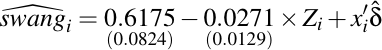 $\widehat{swang}_i = \underset{(0.0824)}{0.6175} - \underset{(0.0129)}{0.0271} \times Z_i + x_i'\hat{\delta}$